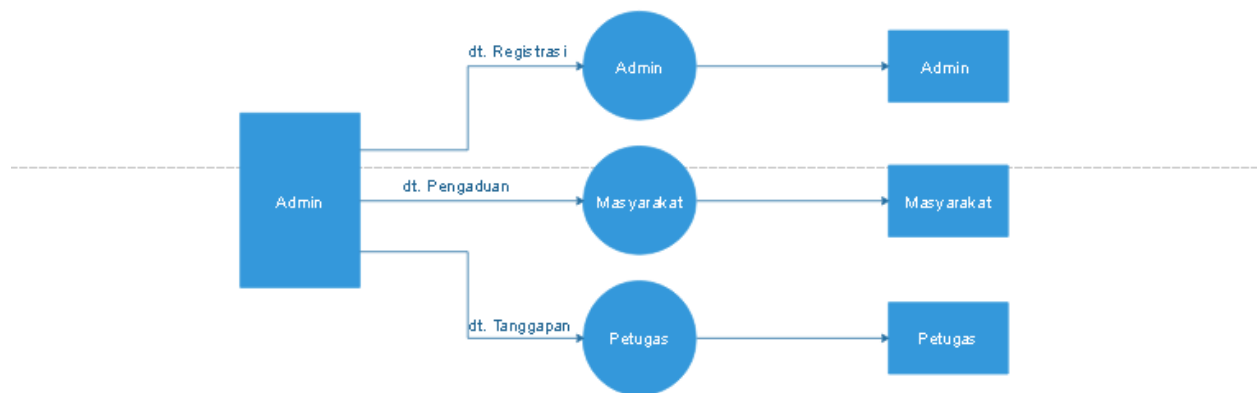 dt. Registrasi
Admin
Admin
Admin
dt. Pengaduan
Masyarakat
Masyarakat
dt. Tanggapan
Petugas
Petugas